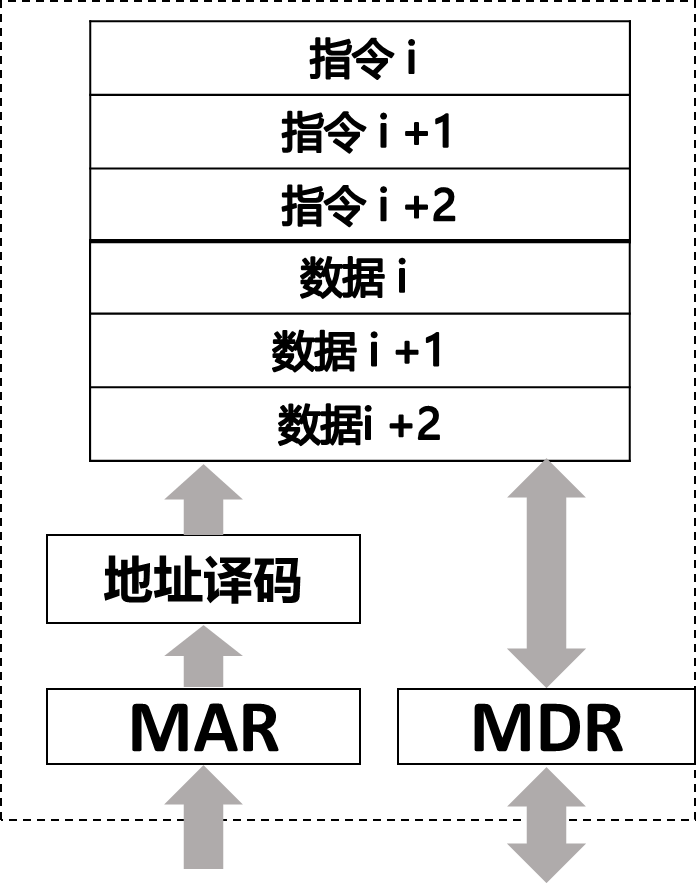 指令 i
指令 i +1
指令 i +2
数据 i
数据 i +1
数据i +2
地址译码
MAR
MDR